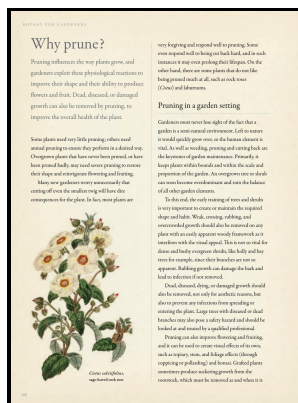 BOTANY FOR GARDENERS
Why prune?
Pruning influences the way plants grow, and
gardeners exploit these physiological reactions to
improve their shape and their ability to produce
flowers and fruit. Dead, diseased, or damaged
growth can also be removed by pruning, to
improve the overall health of the plant.
Some plants need very little pruning; others need
annual pruning to ensure they perform in a desired way.
Overgrown plants that have never been pruned, or have
been pruned badly, may need severe pruning to restore
their shape and reinvigorate flowering and fruiting.
Many new gardeners worry unnecessarily that
cutting off even the smallest twig will have dire
consequences for the plant. In fact, most plants are
Cistus salviifolius,
sage-leaved rock rose
very forgiving and respond well to pruning. Some
even respond well to being cut back hard, and in such
instances it may even prolong their lifespan. On the
other hand, there are some plants that do not like
being pruned much at all, such as rock roses
(Cistus) and laburnums.
Pruning in a garden setting
Gardeners must never lose sight of the fact that a
garden is a semi-natural environment. Left to nature
it would quickly grow out, so the human element is
vital. As well as weeding, pruning and cutting back are
the keystones of garden maintenance. Primarily, it
keeps plants within bounds and within the scale and
proportion of the garden. An overgrown tree or shrub
can soon become overdominant and ruin the balance
of all other garden elements.
To this end, the early training of trees and shrubs
is very important to create or maintain the required
shape and habit. Weak, crossing, rubbing, and
overcrowded growth should also be removed on any
plant with an easily apparent woody framework as it
interferes with the visual appeal. This is not so vital for
dense and bushy evergreen shrubs, like holly and bay
trees for example, since their branches are not so
apparent. Rubbing growth can damage the bark and
lead to infection if not removed.
Dead, diseased, dying, or damaged growth should
also be removed, not only for aesthetic reasons, but
also to prevent any infections from spreading or
entering the plant. Large trees with diseased or dead
branches may also pose a safety hazard and should be
looked at and treated by a qualified professional.
Pruning can also improve flowering and fruiting,
and it can be used to create visual effects of its own,
such as topiary, stem, and foliage effects (through
coppicing or pollarding) and bonsai. Grafted plants
sometimes produce suckering growth from the
rootstock, which must be removed as and when it is